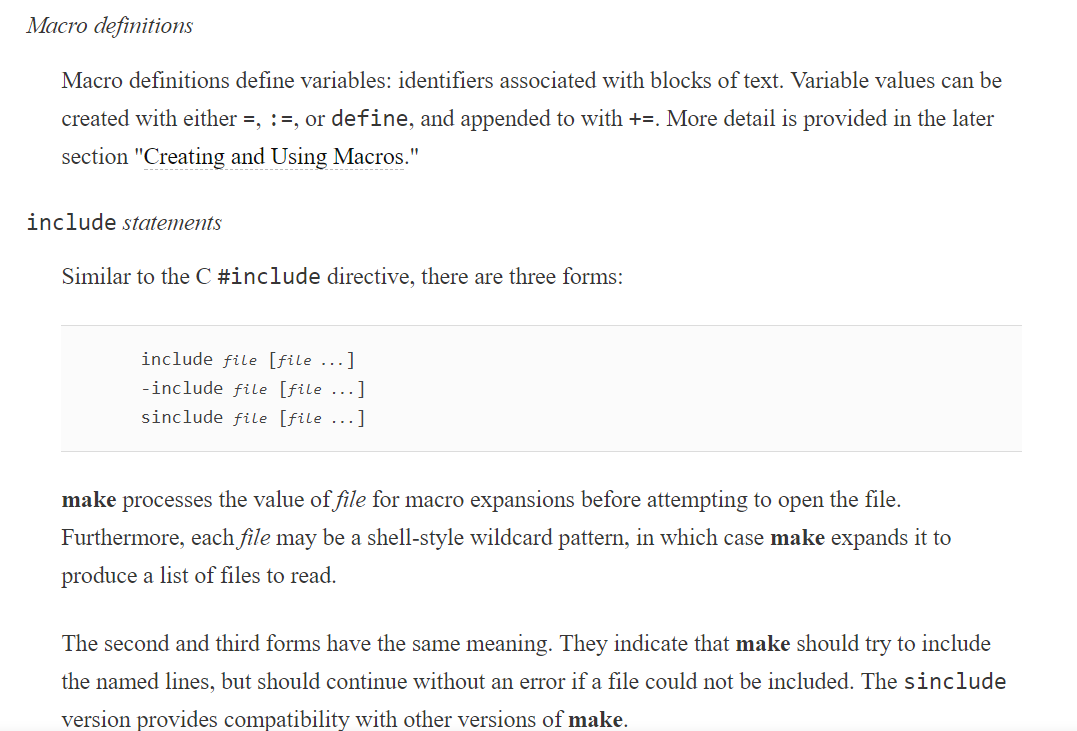 Macro definitions
Macro definitions define variables: identifiers associated with blocks of text. Variable values can be
created with either =, :=, or define, and appended to with +=. More detail is provided in the later
section "Creating and Using Macros."
include statements
Similar to the C #include directive, there are three forms:
include file [file ...]
-include file [file ...]
sinclude file [file ...]
make processes the value of file for macro expansions before attempting to open the file.
Furthermore, each file may be a shell-style wildcard pattern, in which case make expands it to
produce a list of files to read.
The second and third forms have the same meaning. They indicate that make should try to include
the named lines, but should continue without an error if a file could not be included. The sinclude
version provides compatibility with other versions of make.